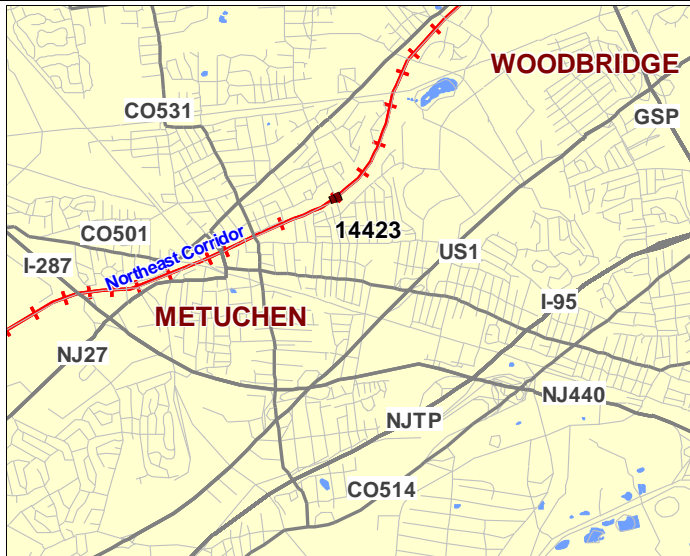 WOODBRIDGE
CO531
GSP
14423
CO501
Northeast Corridor
US1
I-287
I-95
METUCHEN
NJ27
NJ440
NJTP
CO514